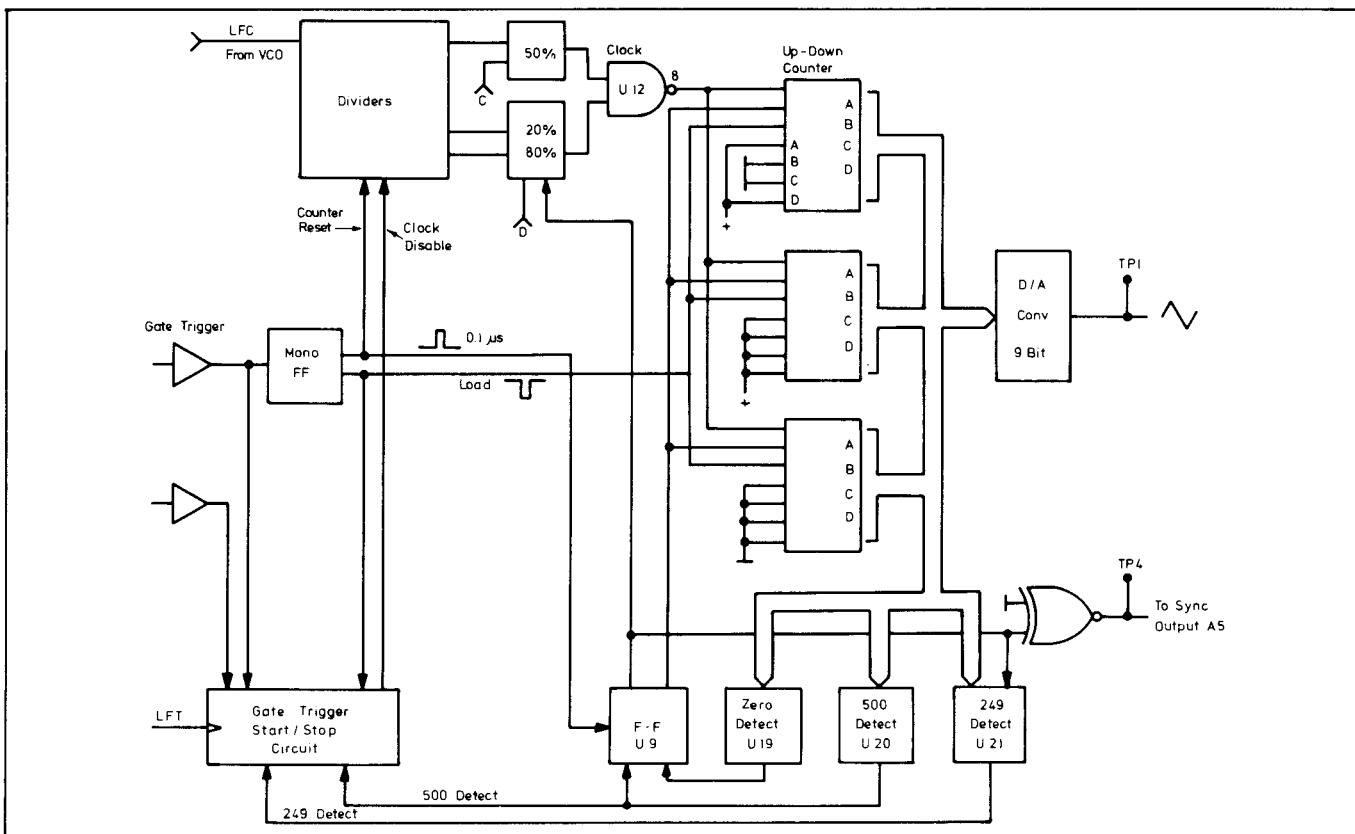 LFC
From VCO
Dividers
50%
C
20%
80%
D
Clock
U 12
8
Up-Down
Counter
A
B
C
D
A
B
C
D
+
Counter
Reset
Clock
Disable
Gate Trigger
Mono
FF
0.1 μs
Load
A
B
C
D
+
D/A
Conv
9 Bit
TP1
A
B
C
D
TP4
To Sync
Output A5
LFT
Gate Trigger
Start / Stop
Circuit
F-F
U 9
Zero
Detect
U 19
500
Detect
U 20
249
Detect
U 21
500 Detect
249 Detect